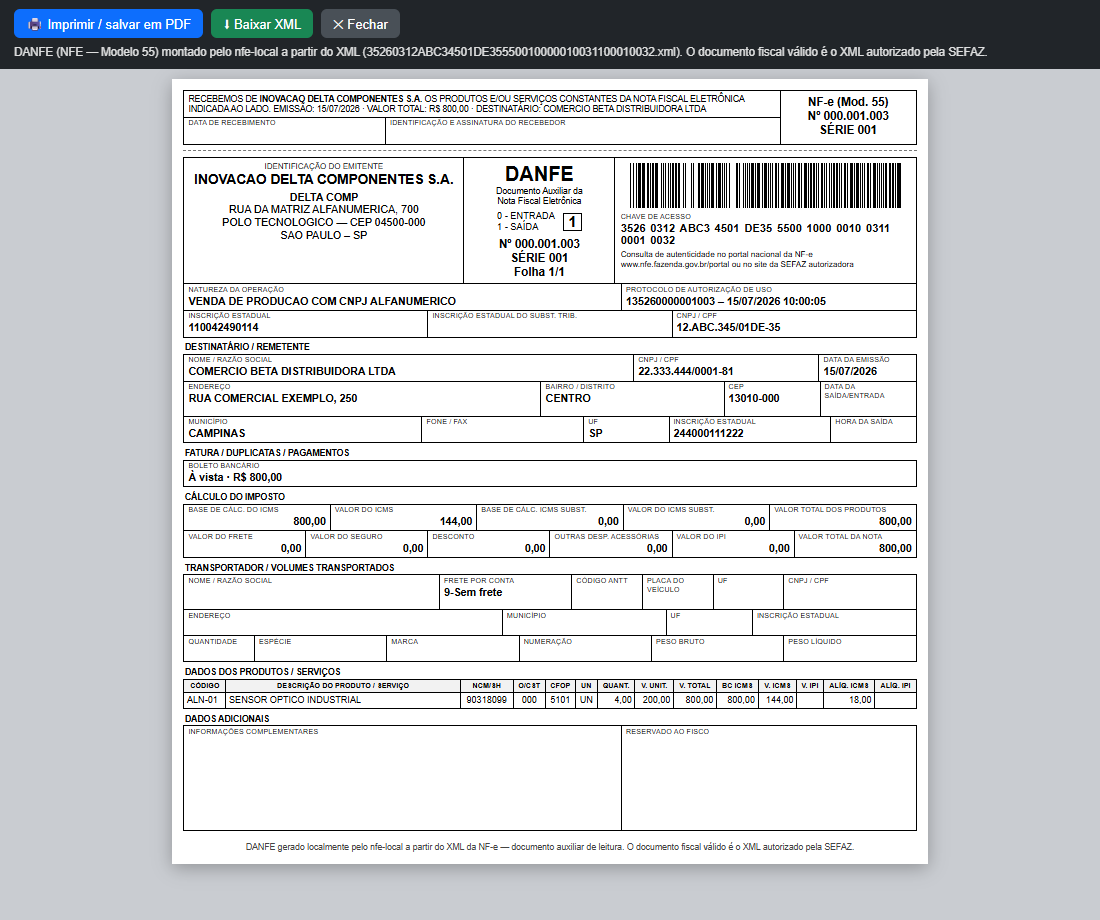 Imprimir / salvar em PDF
Baixar XML
Fechar
DANFE (NFE — Modelo 55) montado pelo nfe-local a partir do XML (35260312ABC34501DE35550010000010031100010032.xml). O documento fiscal válido é o XML autorizado pela SEFAZ.
RECEBEMOS DE INOVACAO DELTA COMPONENTES S.A. OS PRODUTOS E/OU SERVIÇOS CONSTANTES DA NOTA FISCAL ELETRÔNICA
INDICADA AO LADO. EMISSÃO: 15/07/2026 · VALOR TOTAL: R$ 800,00 · DESTINATÁRIO: COMERCIO BETA DISTRIBUIDORA LTDA
DATA DE RECEBIMENTO
IDENTIFICAÇÃO E ASSINATURA DO RECEBEDOR
NF-e (Mod. 55)
Nº 000.001.003
SÉRIE 001
IDENTIFICAÇÃO DO EMITENTE
INOVACAO DELTA COMPONENTES S.A.
DELTA COMP
RUA DA MATRIZ ALFANUMERICA, 700
POLO TECNOLOGICO — CEP 04500-000
SAO PAULO – SP
DANFE
Documento Auxiliar da
Nota Fiscal Eletrônica
0 - ENTRADA
1 - SAÍDA
1
Nº 000.001.003
SÉRIE 001
Folha 1/1
CHAVE DE ACESSO
3526 0312 ABC3 4501 DE35 5500 1000 0010 0311
0001 0032
Consulta de autenticidade no portal nacional da NF-e
www.nfe.fazenda.gov.br/portal ou no site da SEFAZ autorizadora
NATUREZA DA OPERAÇÃO
VENDA DE PRODUCAO COM CNPJ ALFANUMERICO
PROTOCOLO DE AUTORIZAÇÃO DE USO
135260000001003 – 15/07/2026 10:00:05
INSCRIÇÃO ESTADUAL
110042490114
INSCRIÇÃO ESTADUAL DO SUBST. TRIB.
CNPJ / CPF
12.ABC.345/01DE-35
DESTINATÁRIO / REMETENTE
NOME / RAZÃO SOCIAL
COMERCIO BETA DISTRIBUIDORA LTDA
CNPJ / CPF
22.333.444/0001-81
DATA DA EMISSÃO
15/07/2026
ENDEREÇO
RUA COMERCIAL EXEMPLO, 250
BAIRRO / DISTRITO
CENTRO
CEP
13010-000
DATA DA
SAÍDA/ENTRADA
MUNICÍPIO
CAMPINAS
FONE / FAX
UF
SP
INSCRIÇÃO ESTADUAL
244000111222
HORA DA SAÍDA
FATURA / DUPLICATAS / PAGAMENTOS
BOLETO BANCÁRIO
À vista · R$ 800,00
CÁLCULO DO IMPOSTO
BASE DE CÁLC. DO ICMS
800,00
VALOR DO ICMS
144,00
BASE DE CÁLC. ICMS SUBST.
0,00
VALOR DO ICMS SUBST.
0,00
VALOR TOTAL DOS PRODUTOS
800,00
VALOR DO FRETE
0,00
VALOR DO SEGURO
0,00
DESCONTO
0,00
OUTRAS DESP. ACESSÓRIAS
0,00
VALOR DO IPI
0,00
VALOR TOTAL DA NOTA
800,00
TRANSPORTADOR / VOLUMES TRANSPORTADOS
NOME / RAZÃO SOCIAL
FRETE POR CONTA
9-Sem frete
CÓDIGO ANTT
PLACA DO
VEÍCULO
UF
CNPJ / CPF
ENDEREÇO
MUNICÍPIO
UF
INSCRIÇÃO ESTADUAL
QUANTIDADE
ESPÉCIE
MARCA
NUMERAÇÃO
PESO BRUTO
PESO LÍQUIDO
DADOS DOS PRODUTOS / SERVIÇOS
CÓDIGO DESCRIÇÃO DO PRODUTO / SERVIÇO NCM/SH O/CST CFOP UN QUANT. V. UNIT. V. TOTAL BC ICMS V. ICMS V. IPI ALÍQ. ICMS ALÍQ. IPI
ALN-01 SENSOR OPTICO INDUSTRIAL 90318099 000 5101 UN 4,00 200,00 800,00 800,00 144,00 18,00
DADOS ADICIONAIS
INFORMAÇÕES COMPLEMENTARES
RESERVADO AO FISCO
DANFE gerado localmente pelo nfe-local a partir do XML da NF-e — documento auxiliar de leitura. O documento fiscal válido é o XML autorizado pela SEFAZ.